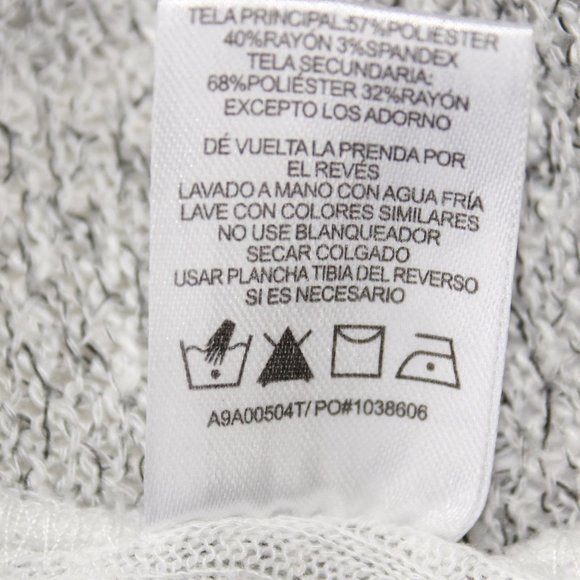 TELA PRINCIPAL:57%POLIESTER
40%RAYÓN 3%SPANDEX
TELA SECUNDARIA:
68%POLIÉSTER 32%RAYÓN
EXCEPTO LOS ADORNO
DÉ VUELTA LA PRENDA POR
EL REVÉS
LAVADO A MANO CON AGUA FRÍA
LAVE CON COLORES SIMILARES
NO USE BLANQUEADOR
SECAR COLGADO
USAR PLANCHA TIBIA DEL REVERSO
SI ES NECESARIO
A9A00504T/PO#1038606